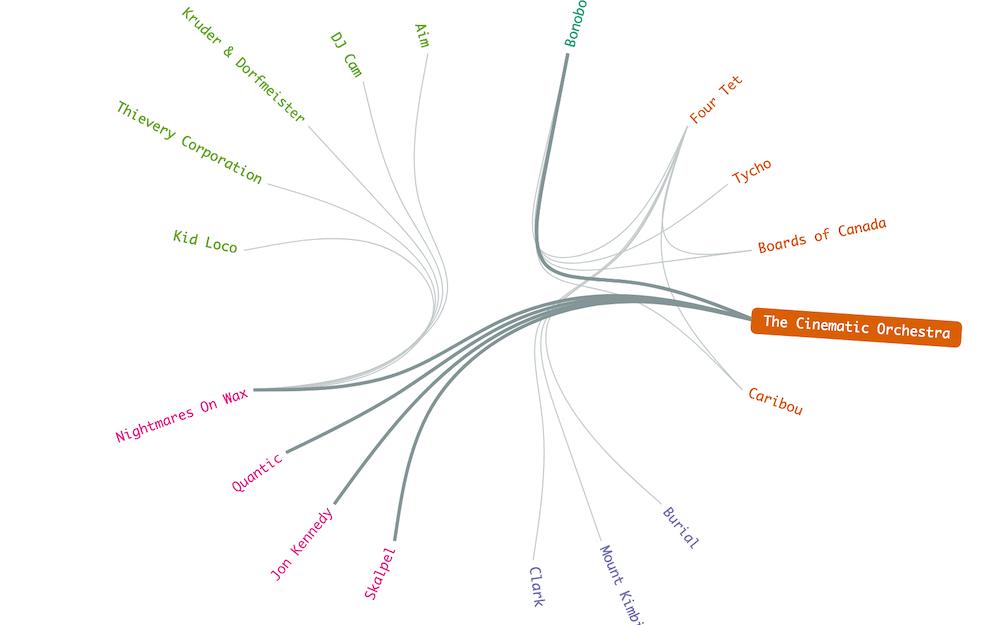 Bonobo
Four Tet
Tycho
Boards of Canada
The Cinematic Orchestra
Caribou
Burial
Mount Kimbi
Clark
Skalpel
Jon Kennedy
Quantic
Nightmares On Wax
Kid Loco
Thievery Corporation
Kruder & Dorfmeister
DJ Cam
Aim